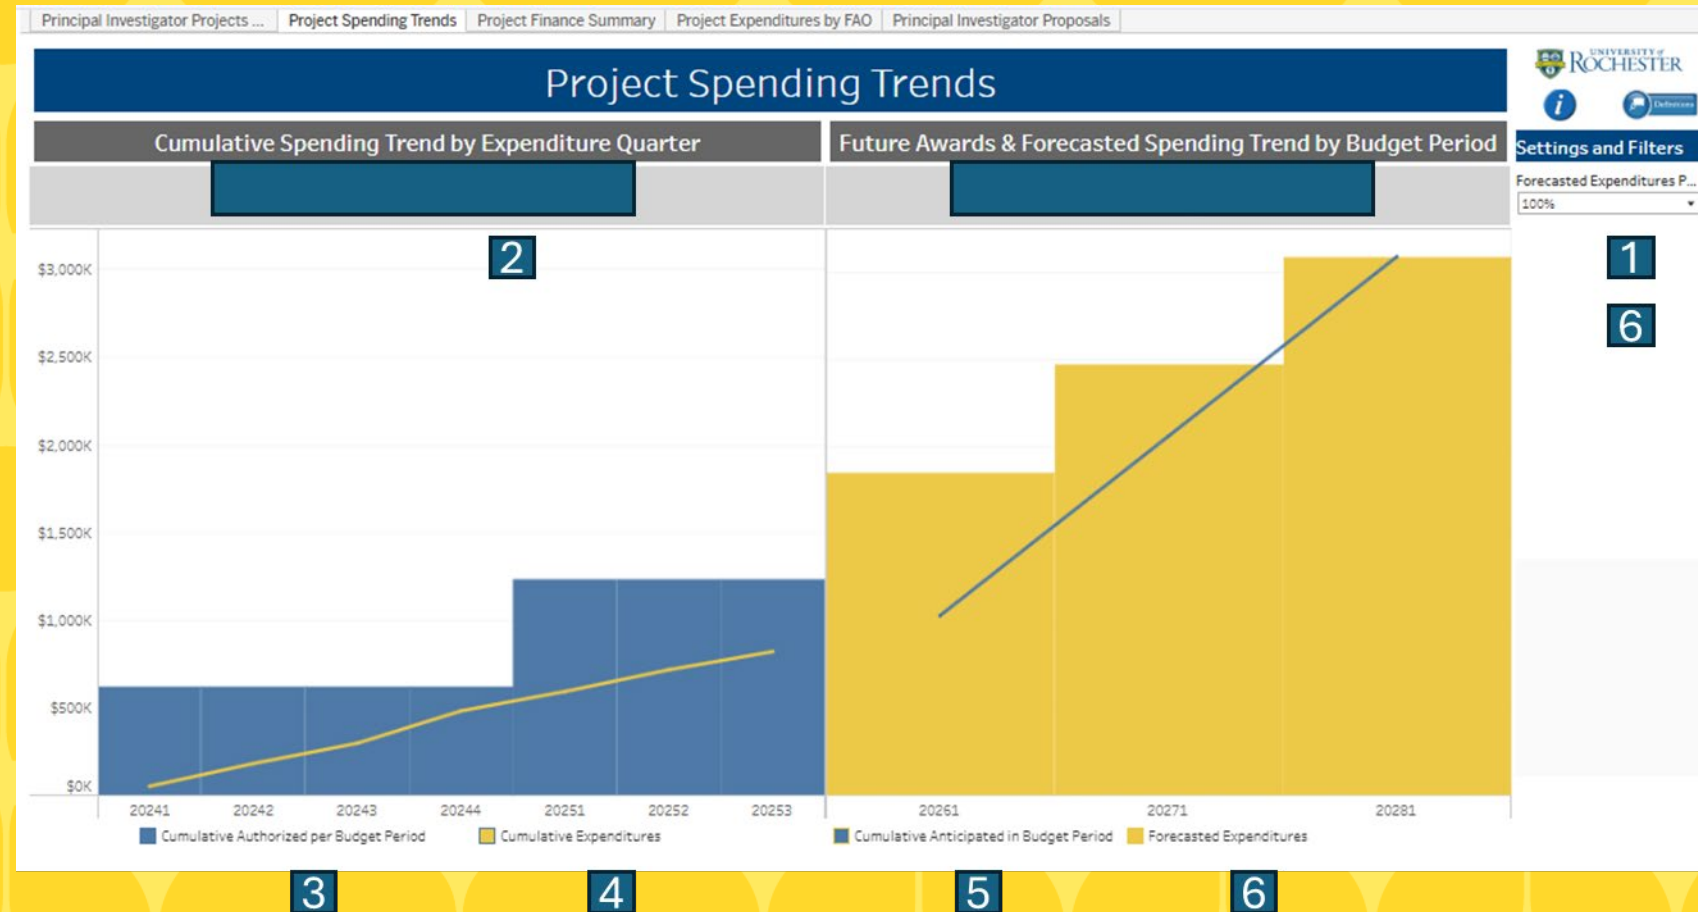 Principal Investigator Projects ...
Project Spending Trends
Project Finance Summary
Project Expenditures by FAO
Principal Investigator Proposals
Project Spending Trends
UNIVERSITY of
ROCHESTER
i
Definitions
Cumulative Spending Trend by Expenditure Quarter
Future Awards & Forecasted Spending Trend by Budget Period
Settings and Filters
Forecasted Expenditures P...
100%
2
1
6
$3,000K
$2,500K
$2,000K
$1,500K
$1,000K
$500K
$0K
20241
20242
20243
20244
20251
20252
20253
20261
20271
20281
Cumulative Authorized per Budget Period
Cumulative Expenditures
Cumulative Anticipated in Budget Period
Forecasted Expenditures
3
4
5
6